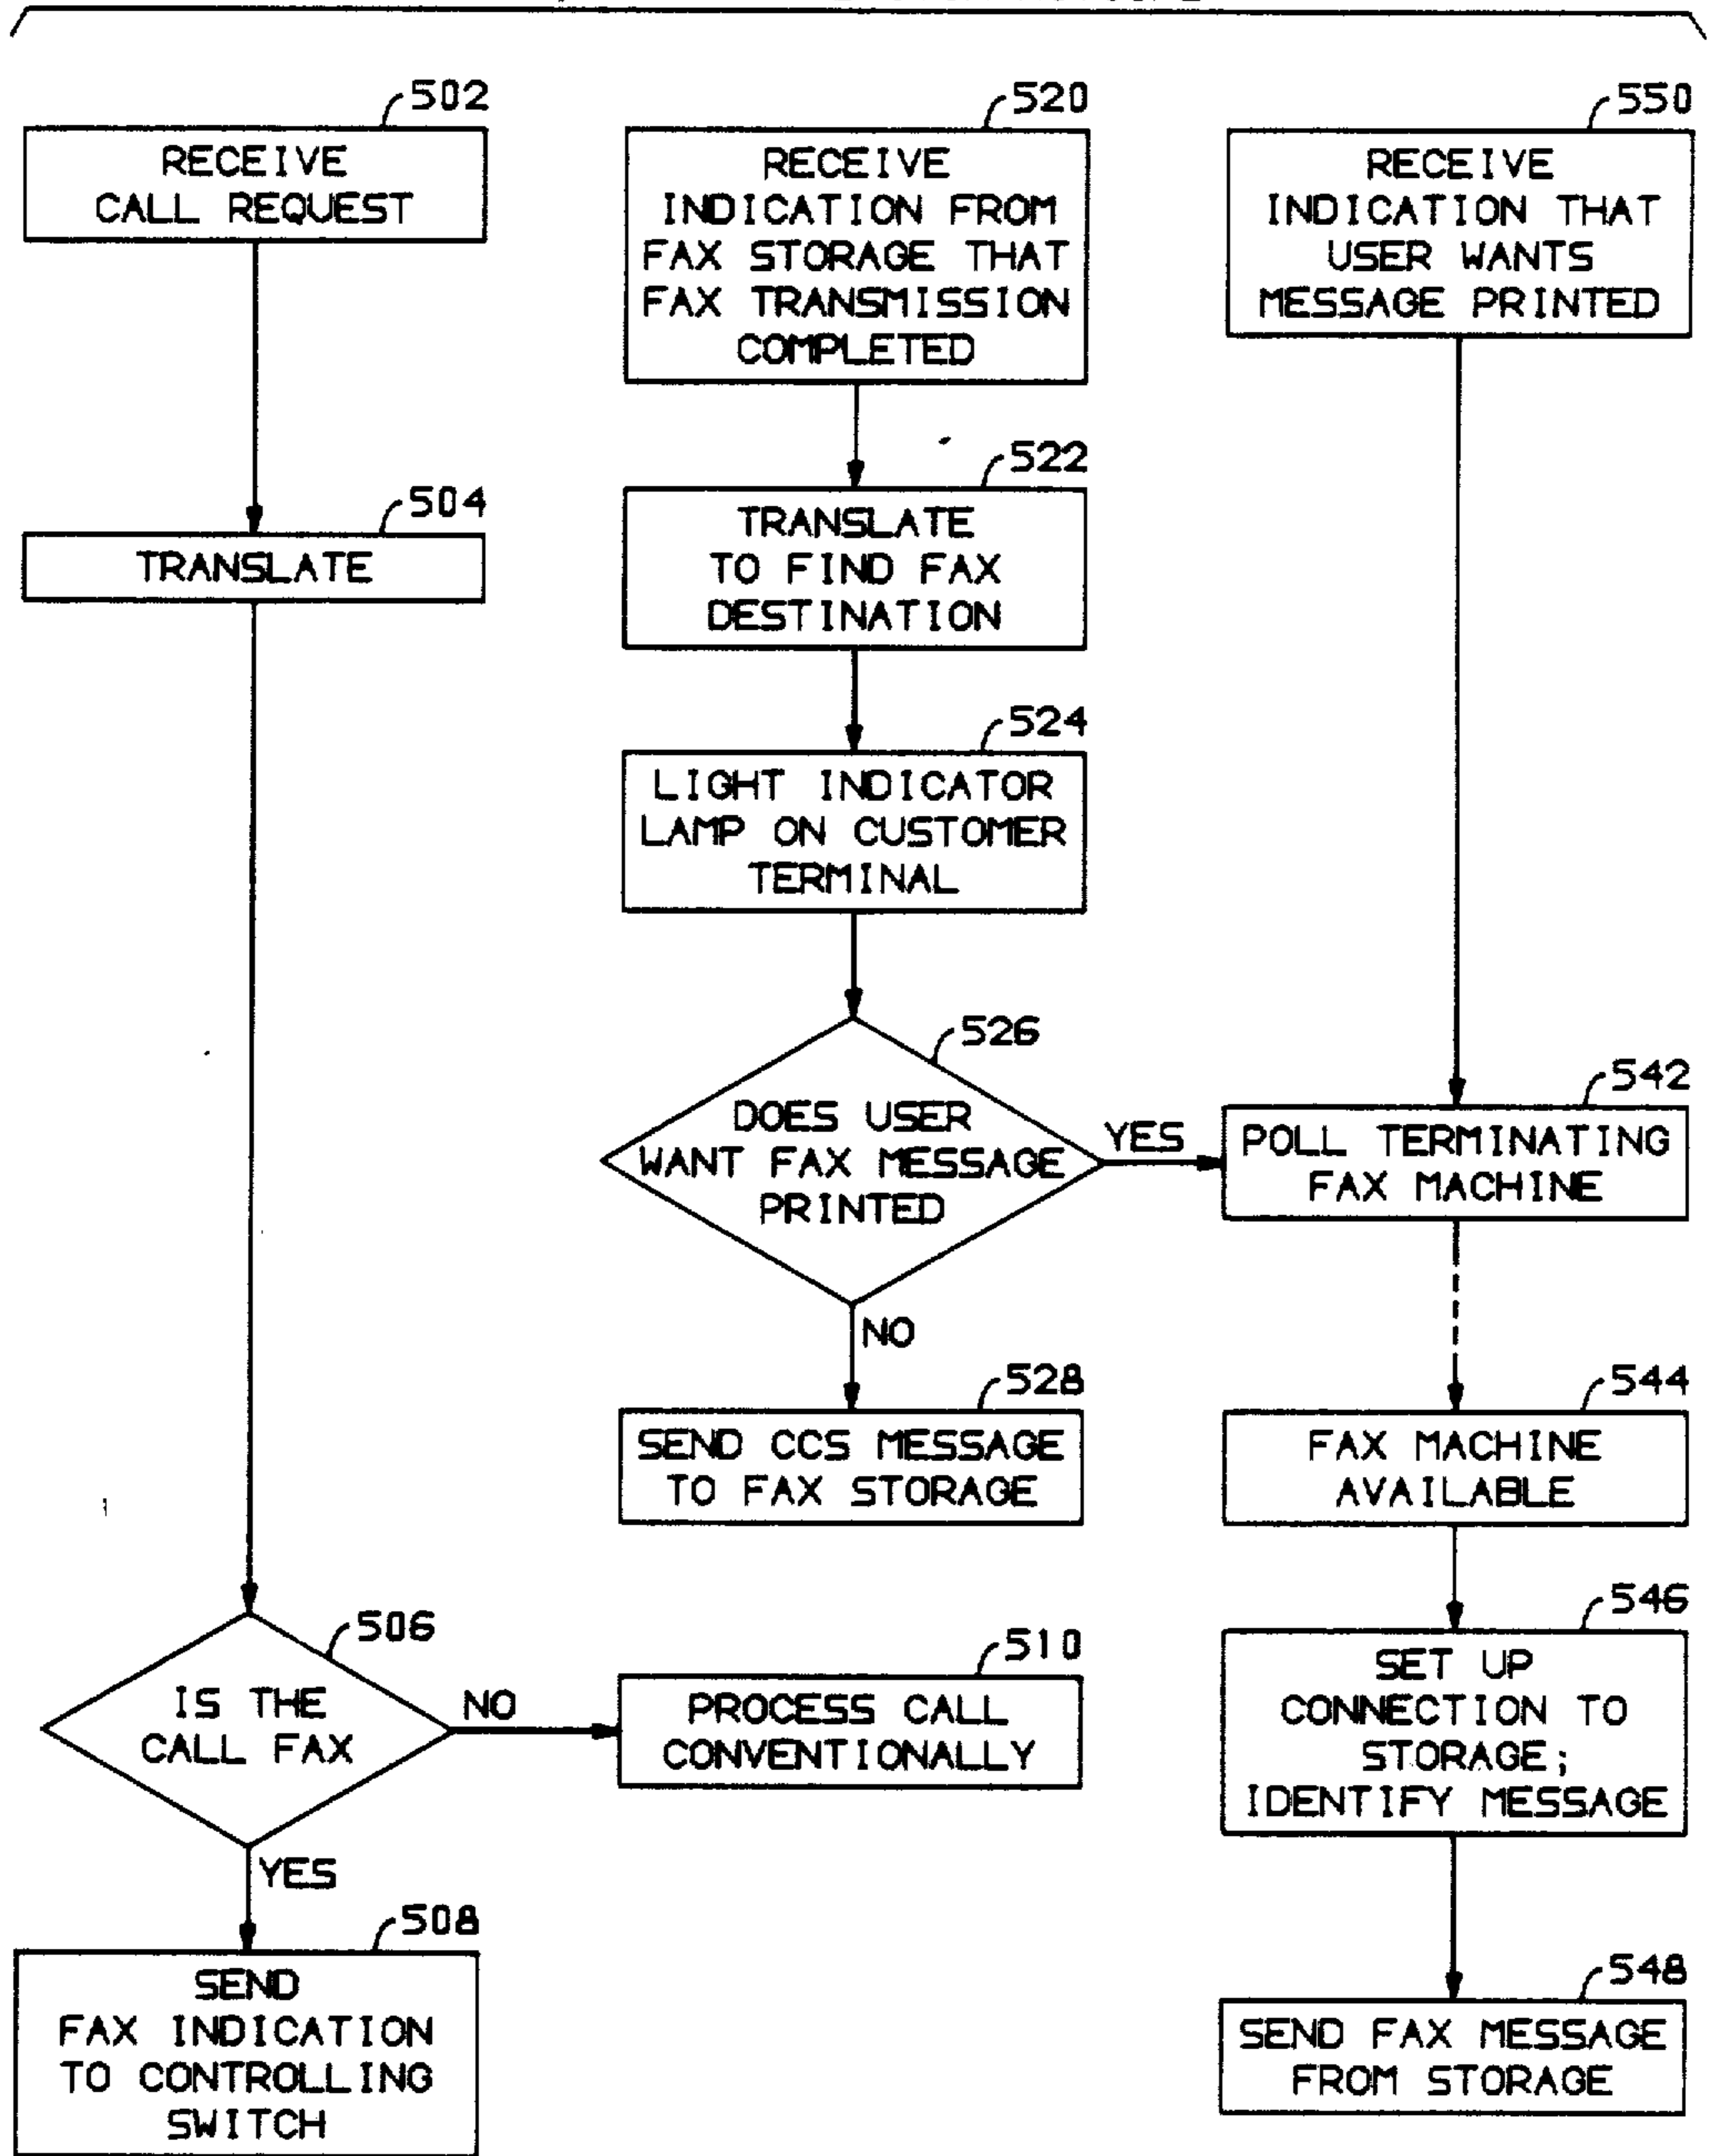 502
RECEIVE
CALL REQUEST
504
TRANSLATE
506
IS THE
CALL FAX
NO
510
PROCESS CALL
CONVENTIONALLY
YES
508
SEND
FAX INDICATION
TO CONTROLLING
SWITCH
520
RECEIVE
INDICATION FROM
FAX STORAGE THAT
FAX TRANSMISSION
COMPLETED
522
TRANSLATE
TO FIND FAX
DESTINATION
524
LIGHT INDICATOR
LAMP ON CUSTOMER
TERMINAL
526
DOES USER
WANT FAX MESSAGE
PRINTED
YES
NO
528
SEND CCS MESSAGE
TO FAX STORAGE
550
RECEIVE
INDICATION THAT
USER WANTS
MESSAGE PRINTED
542
POLL TERMINATING
FAX MACHINE
544
FAX MACHINE
AVAILABLE
546
SET UP
CONNECTION TO
STORAGE;
IDENTIFY MESSAGE
548
SEND FAX MESSAGE
FROM STORAGE